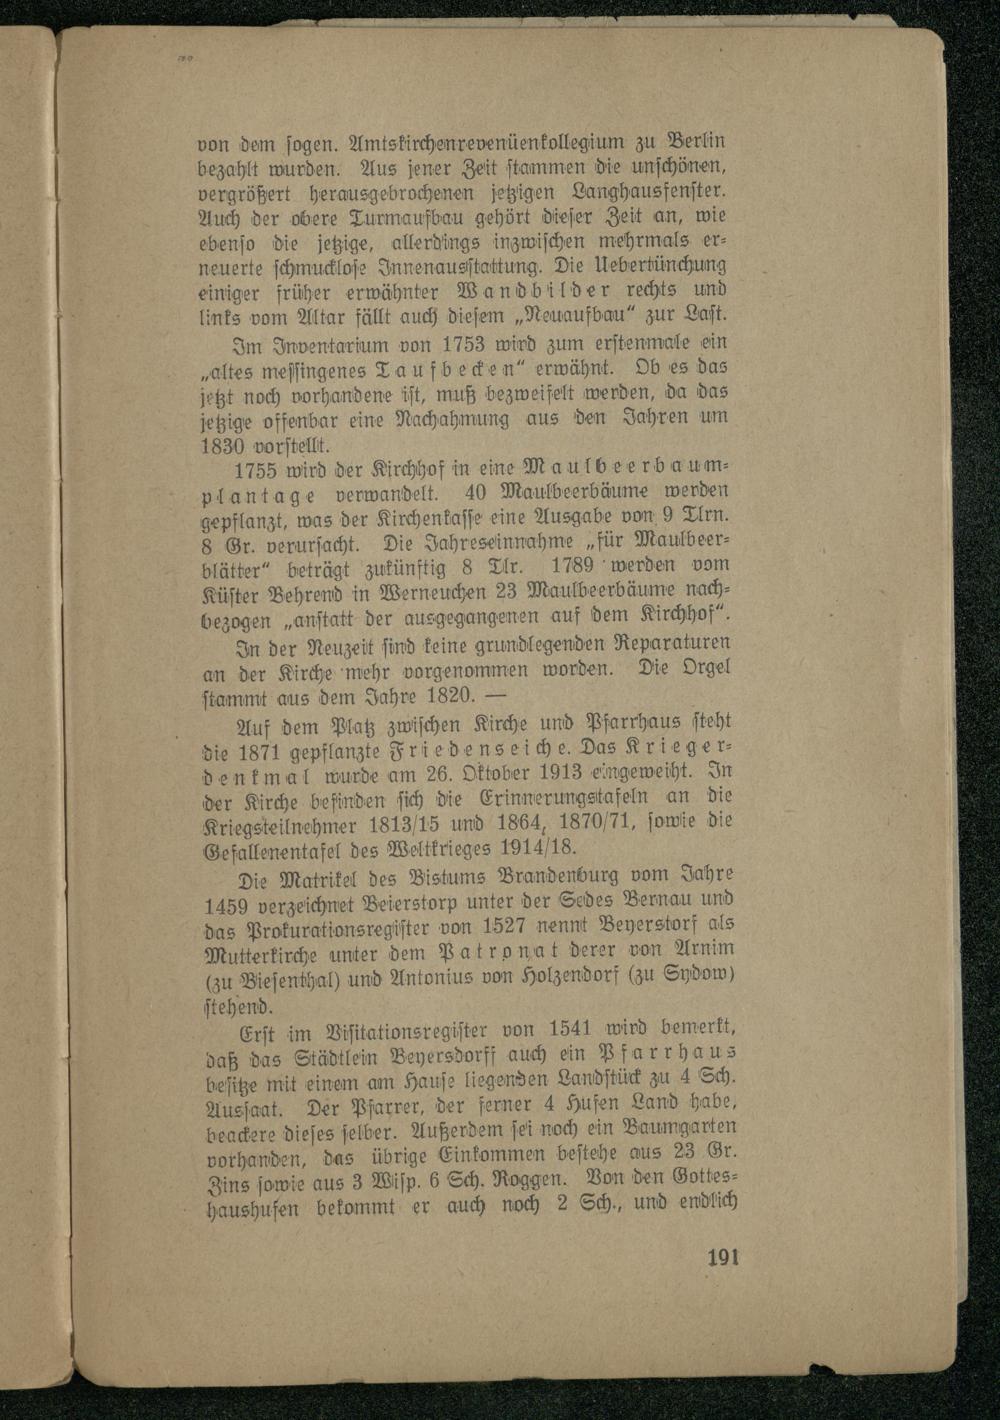 von dem sogen. Amtskirchenrevenüenkollegium zu Berlin
bezahlt wurden. Aus jener Zeit stammen die unschönen,
vergrößert herausgebrochenen jetzigen Langhausfenster.
Auch der obere Turmaufbau gehört dieser Zeit an, wie
ebenso die jetzige, allerdings inzwischen mehrmals er-
neuerte schmucklose Innenausstattung. Die Uebertünchung
einiger früher erwähnter Wandbilder rechts und
links vom Altar fällt auch diesem „Neuaufbau“ zur Last.
Im Inventarium von 1753 wird zum erstenmale ein
„altes messingenes Taufbecken“ erwähnt. Ob es das
jetzt noch vorhandene ist, muß bezweifelt werden, da das
jetzige offenbar eine Nachahmung aus den Jahren um
1830 vorstellt.
1755 wird der Kirchhof in eine Maulbeerbaum-
plantage verwandelt. 40 Maulbeerbäume werden
gepflanzt, was der Kirchenkasse eine Ausgabe von 9 Tlrn.
8 Gr. verursacht. Die Jahreseinnahme „für Maulbeer-
blätter“ beträgt zukünftig 8 Tlr. 1789 werden vom
Küster Behrend in Werneuchen 23 Maulbeerbäume nach-
bezogen „anstatt der ausgegangenen auf dem Kirchhof“.
In der Neuzeit sind keine grundlegenden Reparaturen
an der Kirche mehr vorgenommen worden. Die Orgel
stammt aus dem Jahre 1820. —
Auf dem Platz zwischen Kirche und Pfarrhaus steht
die 1871 gepflanzte Friedenseiche. Das Krieger-
denkmal wurde am 26. Oktober 1913 eingeweiht. In
der Kirche befinden sich die Erinnerungstafeln an die
Kriegsteilnehmer 1813/15 und 1864, 1870/71, sowie die
Gefallenentafel des Weltkrieges 1914/18.
Die Matrikel des Bistums Brandenburg vom Jahre
1459 verzeichnet Beierstorp unter der Sedes Bernau und
das Prokurationsregister von 1527 nennt Beyerstorf als
Mutterkirche unter dem Patronat derer von Arnim
(zu Biesenthal) und Antonius von Holzendorf (zu Sydow)
stehend.
Erst im Visitationsregister von 1541 wird bemerkt,
daß das Städtlein Beyersdorff auch ein Pfarrhaus
besitze mit einem am Hause liegenden Landstück zu 4 Sch.
Aussaat. Der Pfarrer, der ferner 4 Hufen Land habe,
beackere dieses selber. Außerdem sei noch ein Baumgarten
vorhanden, das übrige Einkommen bestehe aus 23 Gr.
Zins sowie aus 3 Wisp. 6 Sch. Roggen. Von den Gottes-
haushufen bekommt er auch noch 2 Sch., und endlich
191